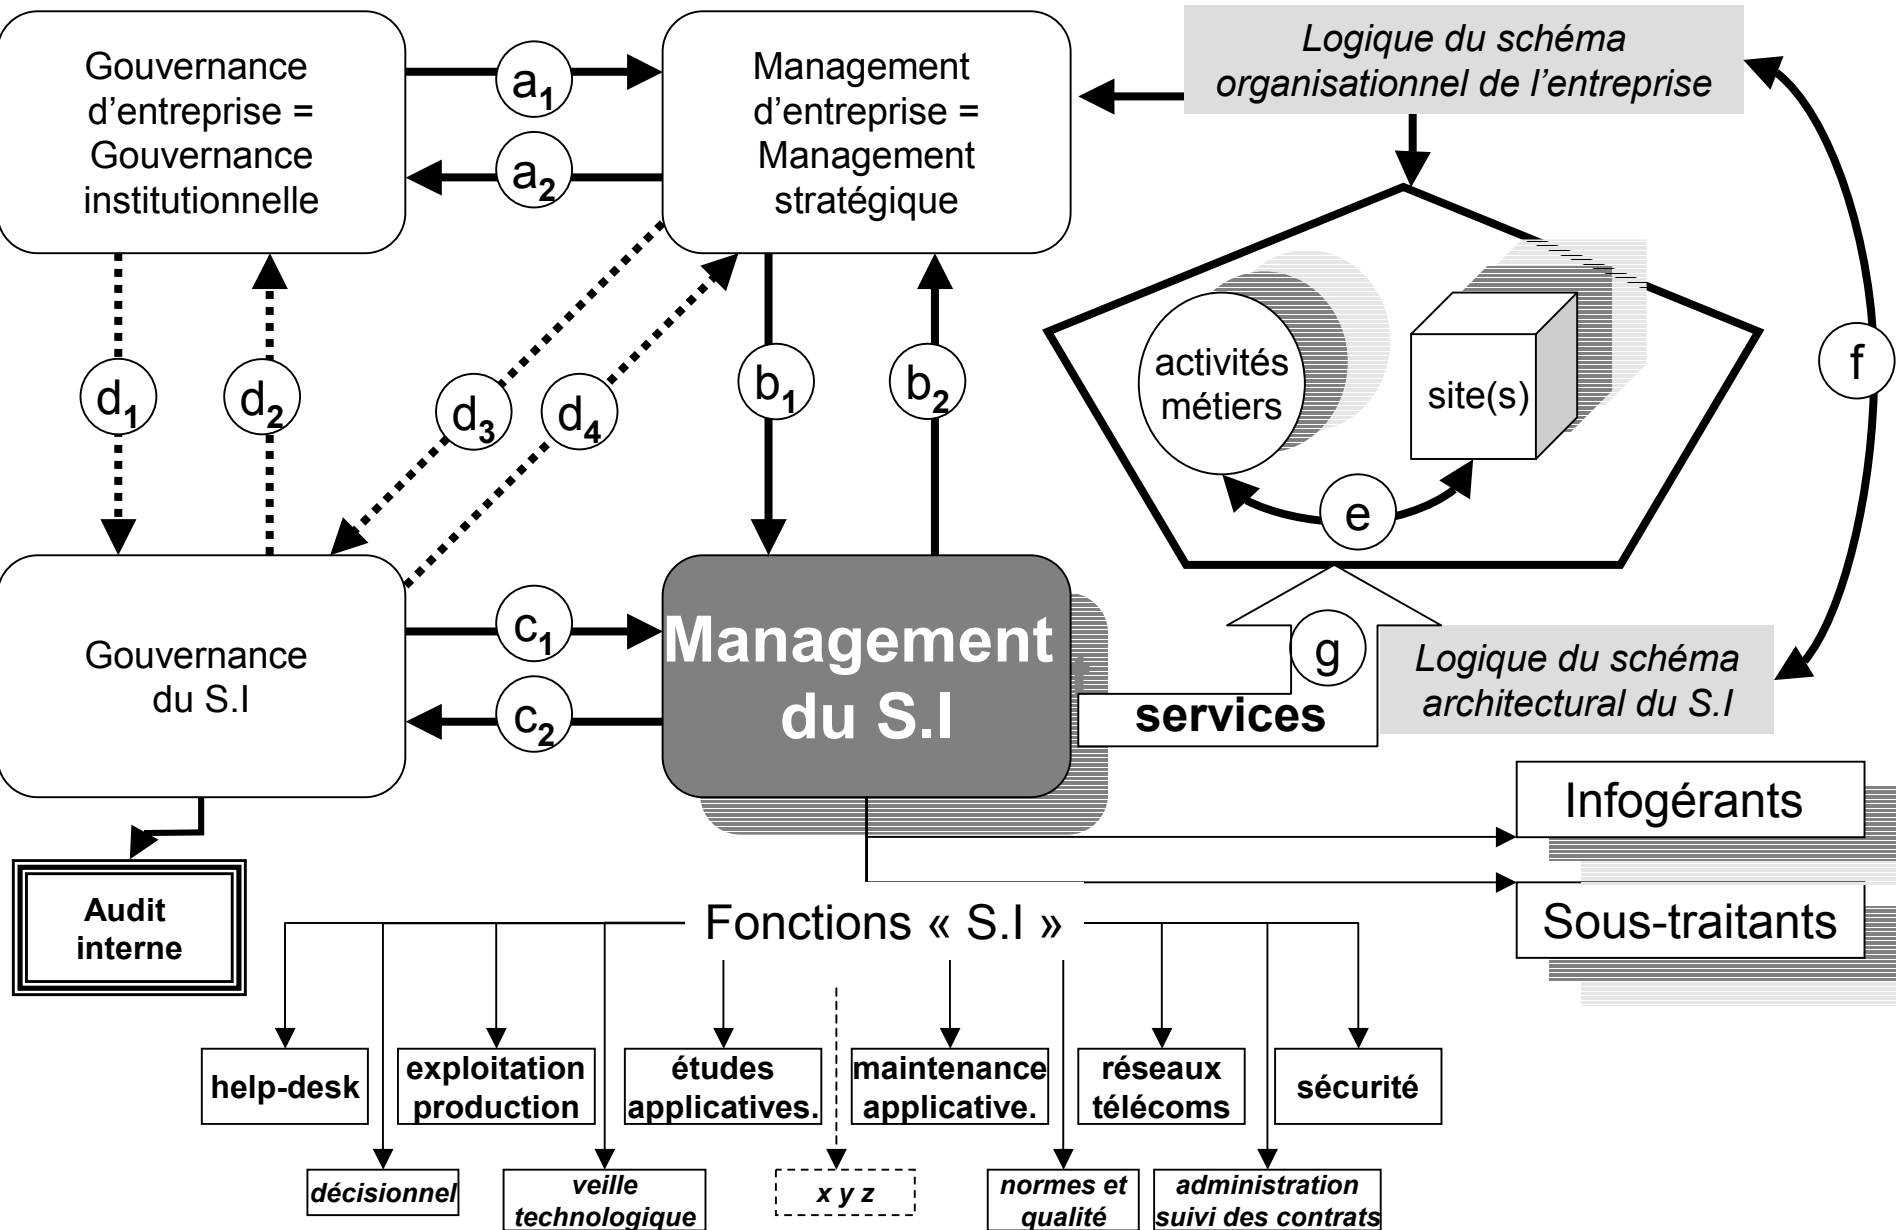 Gouvernance
d’entreprise =
Gouvernance
institutionnelle
a1
a2
Management
d’entreprise =
Management
stratégique
Logique du schéma
organisationnel de l’entreprise
d1
d2
d3
d4
b1
b2
activités
métiers
site(s)
e
f
Gouvernance
du S.I
c1
c2
Management
du S.I
g
services
Logique du schéma
architectural du S.I
Infogérants
Sous-traitants
Audit
interne
Fonctions « S.I »
help-desk
exploitation
production
études
applicatives.
maintenance
applicative.
réseaux
télécoms
sécurité
décisionnel
veille
technologique
x y z
normes et
qualité
administration
suivi des contrats